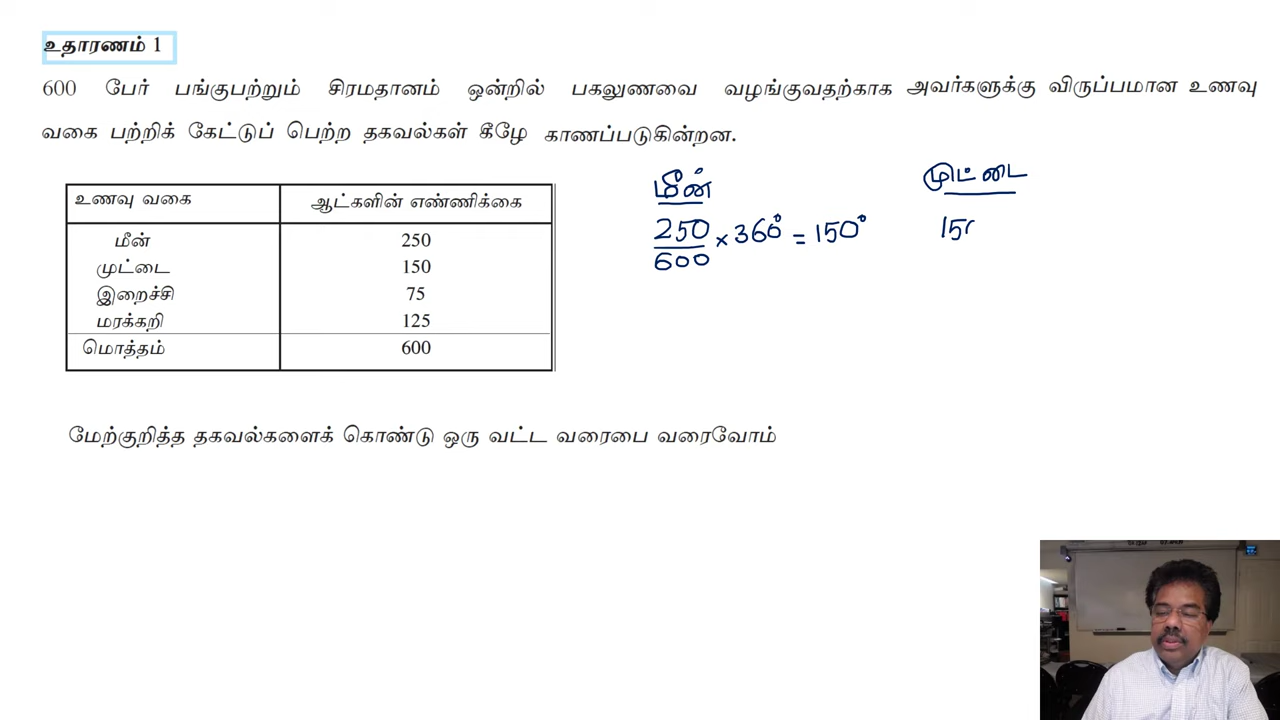 உதாரணம் 1
600 பேர் பங்குபற்றும் சிரமதானம் ஒன்றில் பகலுணவை வழங்குவதற்காக அவர்களுக்கு விருப்பமான உணவு
வகை பற்றிக் கேட்டுப் பெற்ற தகவல்கள் கீழே காணப்படுகின்றன.
உணவு வகை ஆட்களின் எண்ணிக்கை
மீன் 250
முட்டை 150
இறைச்சி 75
மரக்கறி 125
மொத்தம் 600
மீன்
250/600 × 360° = 150°
முட்டை
150
மேற்குறித்த தகவல்களைக் கொண்டு ஒரு வட்ட வரைபை வரைவோம்